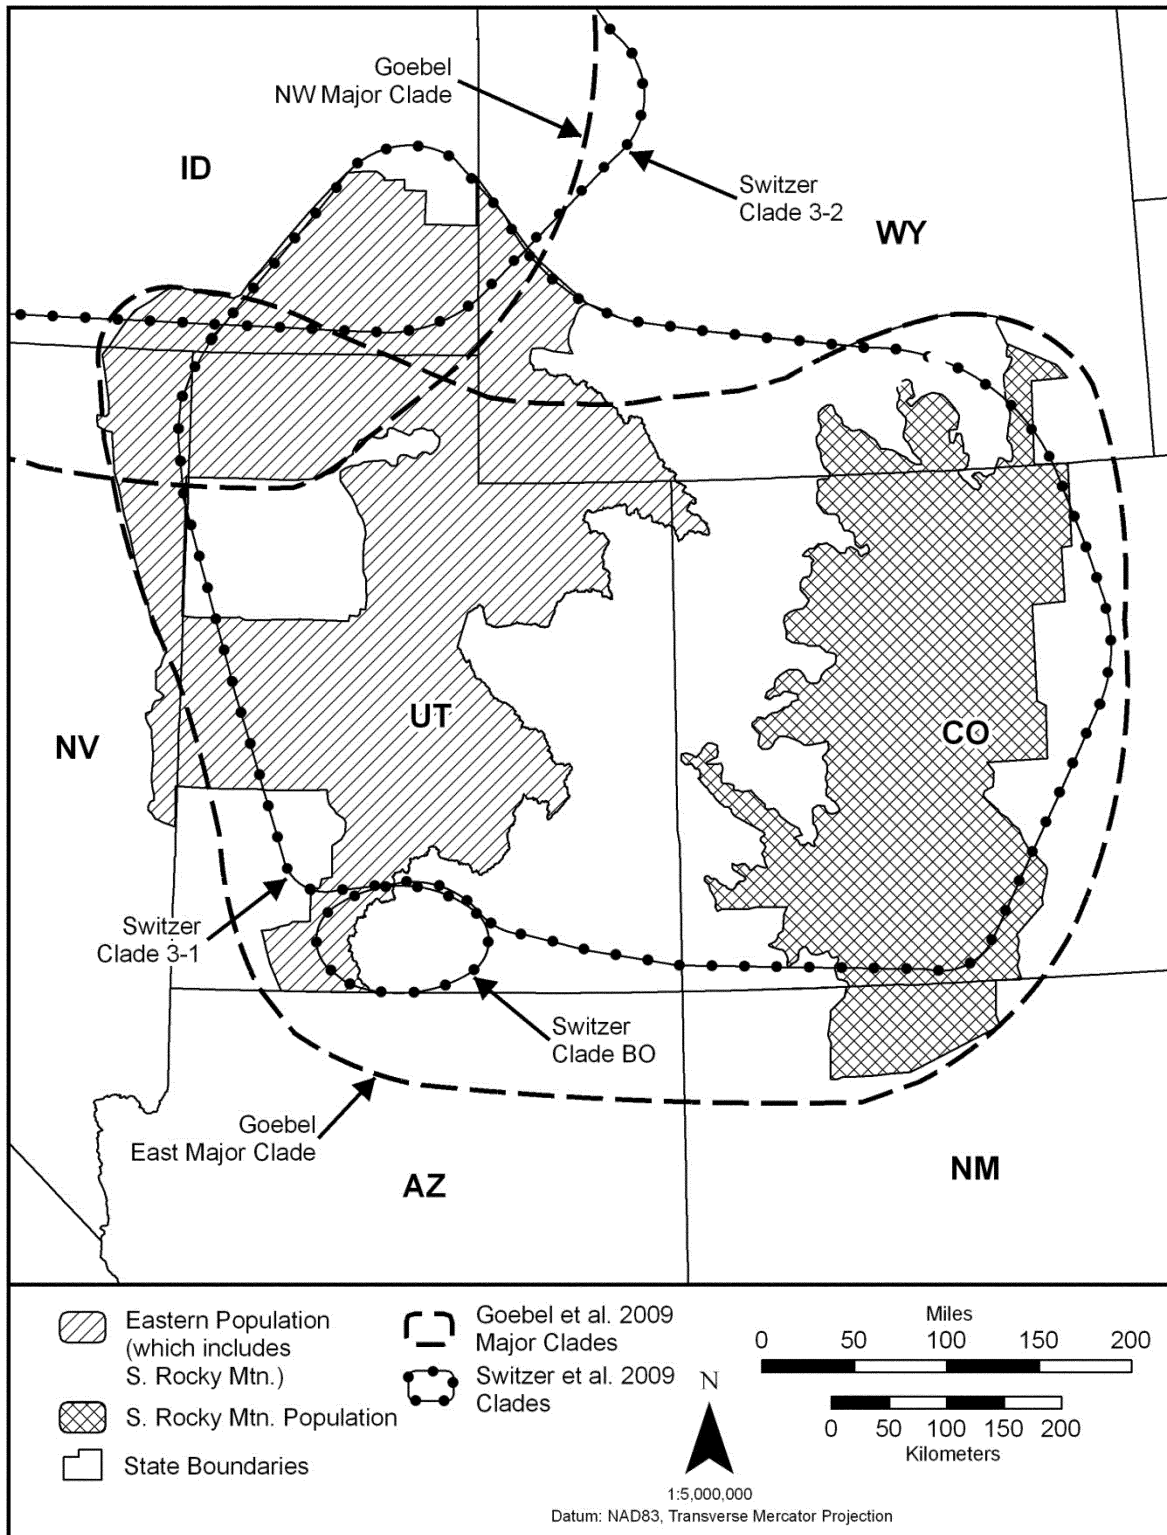 Goebel
NW Major Clade
ID
Switzer
Clade 3-2
WY
UT
CO
NV
Switzer
Clade 3-1
Switzer
Clade BO
Goebel
East Major Clade
AZ
NM
Eastern Population
(which includes
S. Rocky Mtn.)
S. Rocky Mtn. Population
State Boundaries
Goebel et al. 2009
Major Clades
Switzer et al. 2009
Clades
N
1:5,000,000
Miles
0 50 100 150 200
0 50 100 150 200
Kilometers
Datum: NAD83, Transverse Mercator Projection